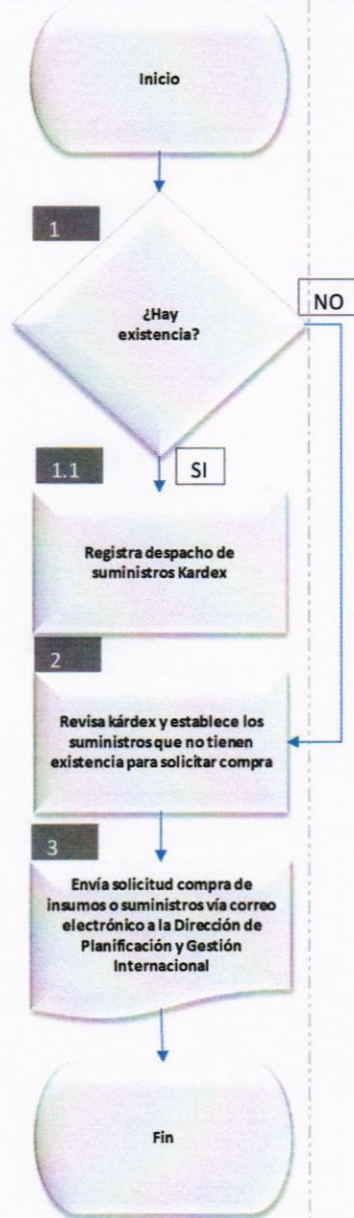 Inicio
1
¿Hay
existencia?
NO
1.1
SI
Registra despacho de
suministros Kardex
2
Revisa kárdex y establece los
suministros que no tienen
existencia para solicitar compra
3
Envía solicitud compra de
insumos o suministros vía correo
electrónico a la Dirección de
Planificación y Gestión
Internacional
Fin